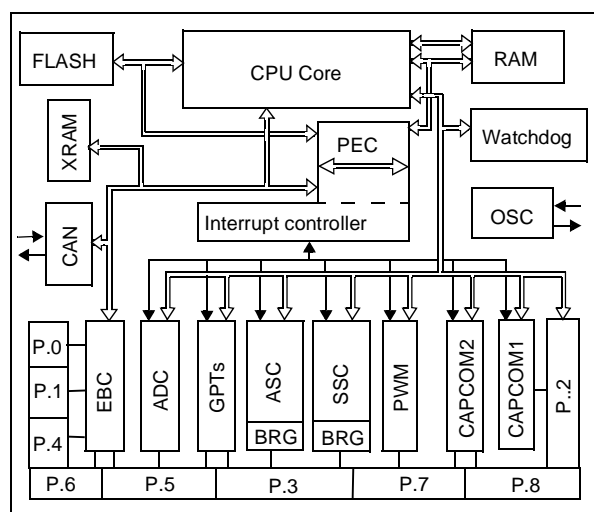 FLASH
CPU Core
RAM
XRAM
PEC
Watchdog
CAN
Interrupt controller
OSC
P.0
P.1
P.4
EBC
ADC
GPTs
ASC
BRG
SSC
BRG
PWM
CAPCOM2
CAPCOM1
P..2
P.6
P.5
P.3
P.7
P.8